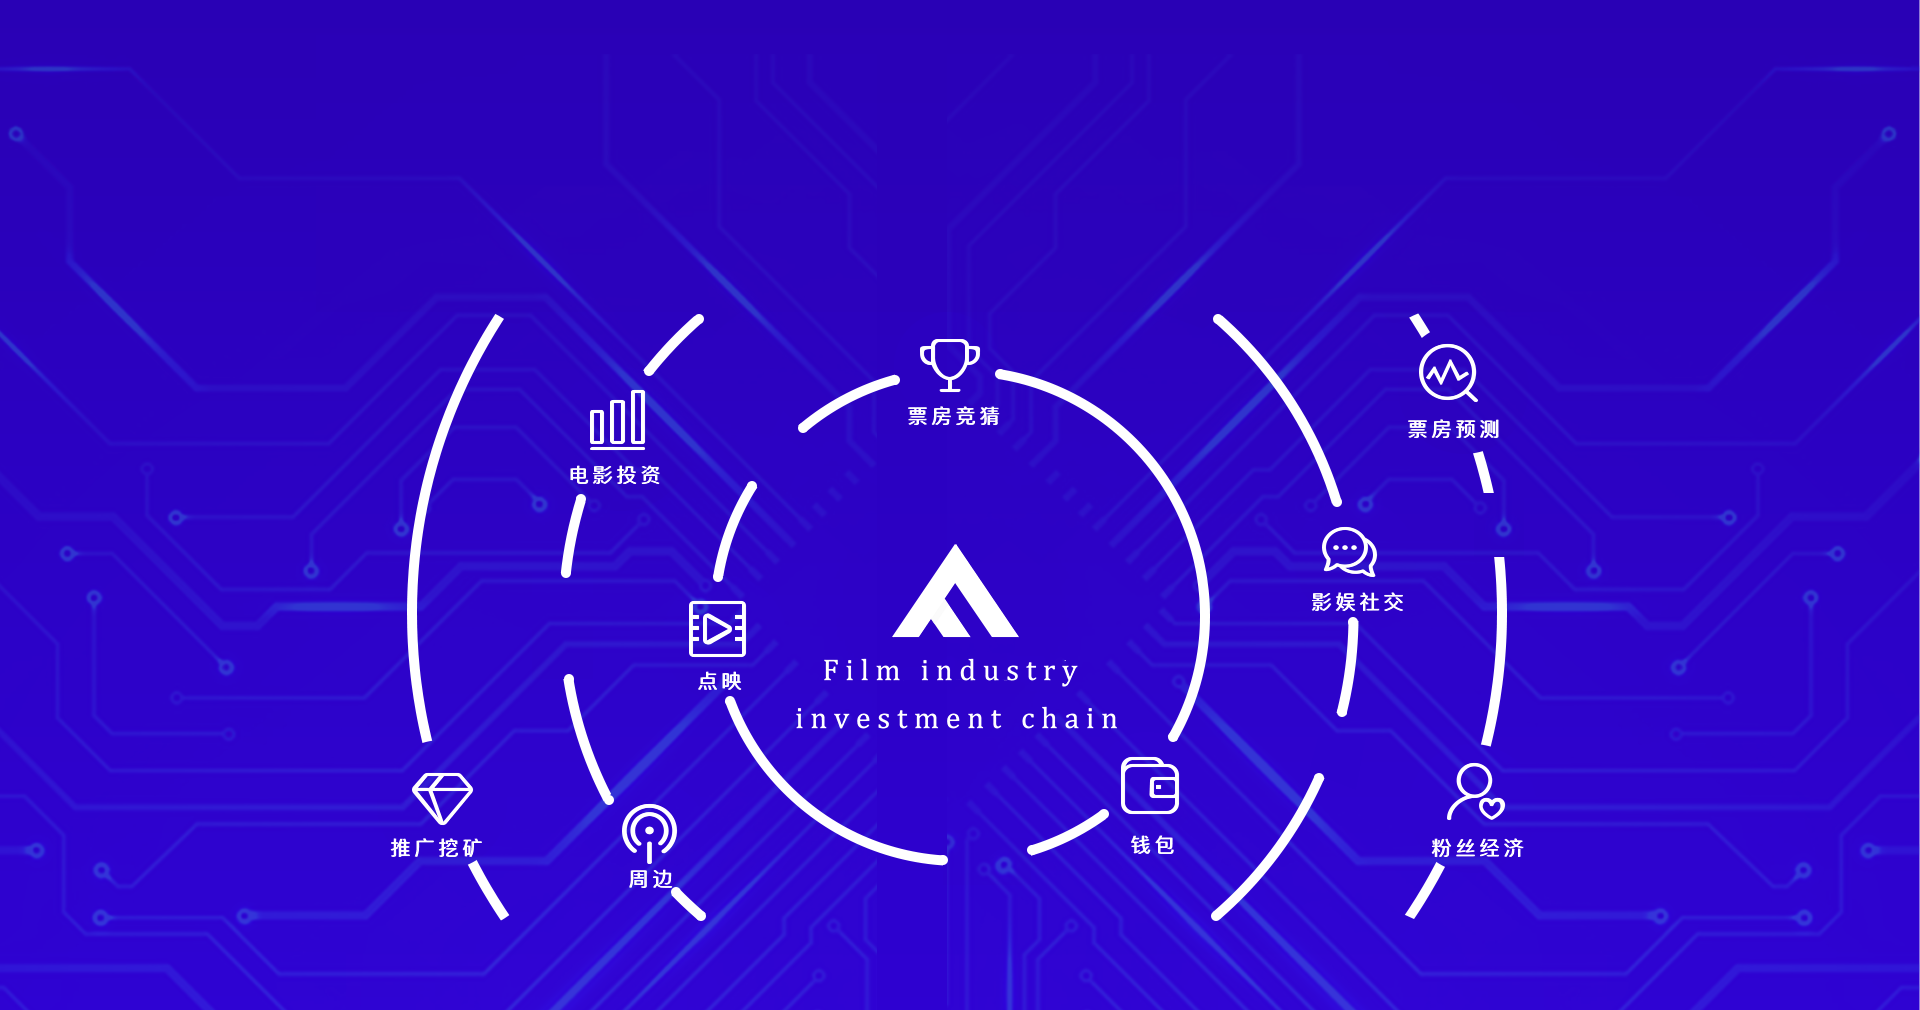 票房竞猜
票房预测
电影投资
影娱社交
点映
Film industry
investment chain
推广挖矿
周边
钱包
粉丝经济